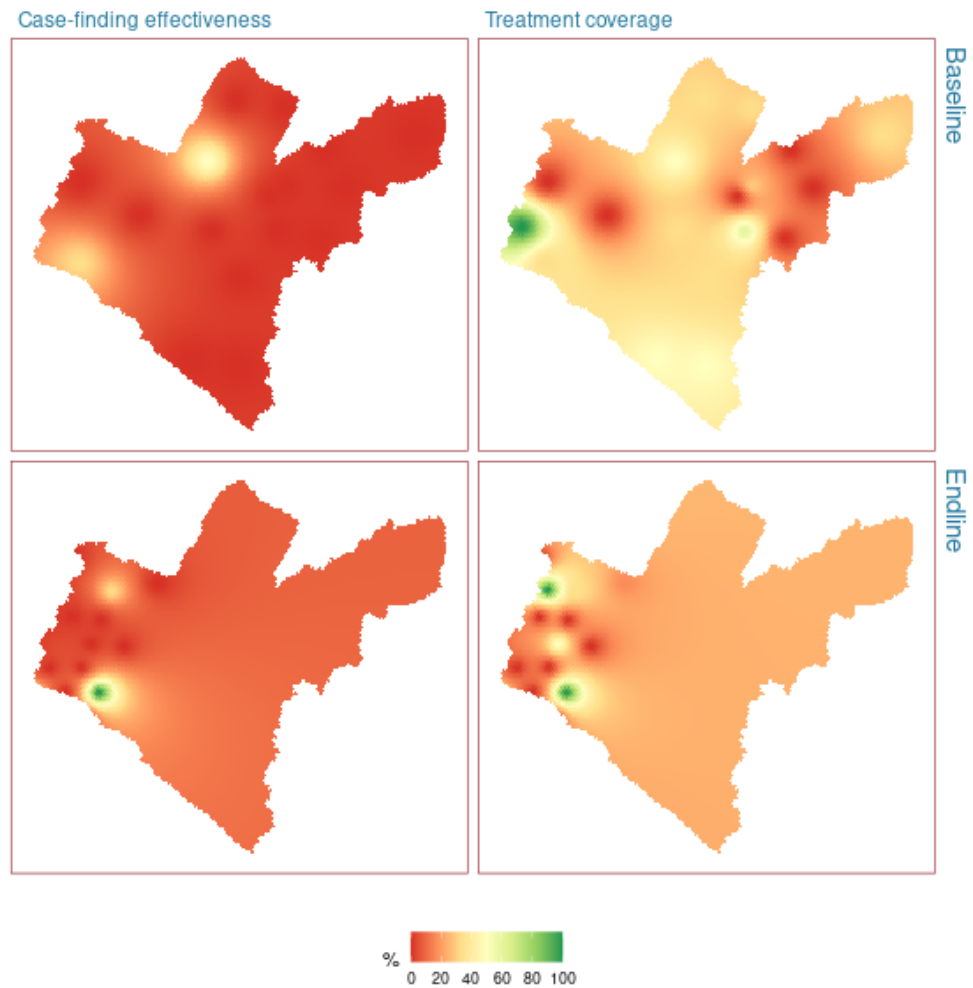 Case-finding effectiveness
Treatment coverage
Baseline
Endline
%
0 20 40 60 80 100